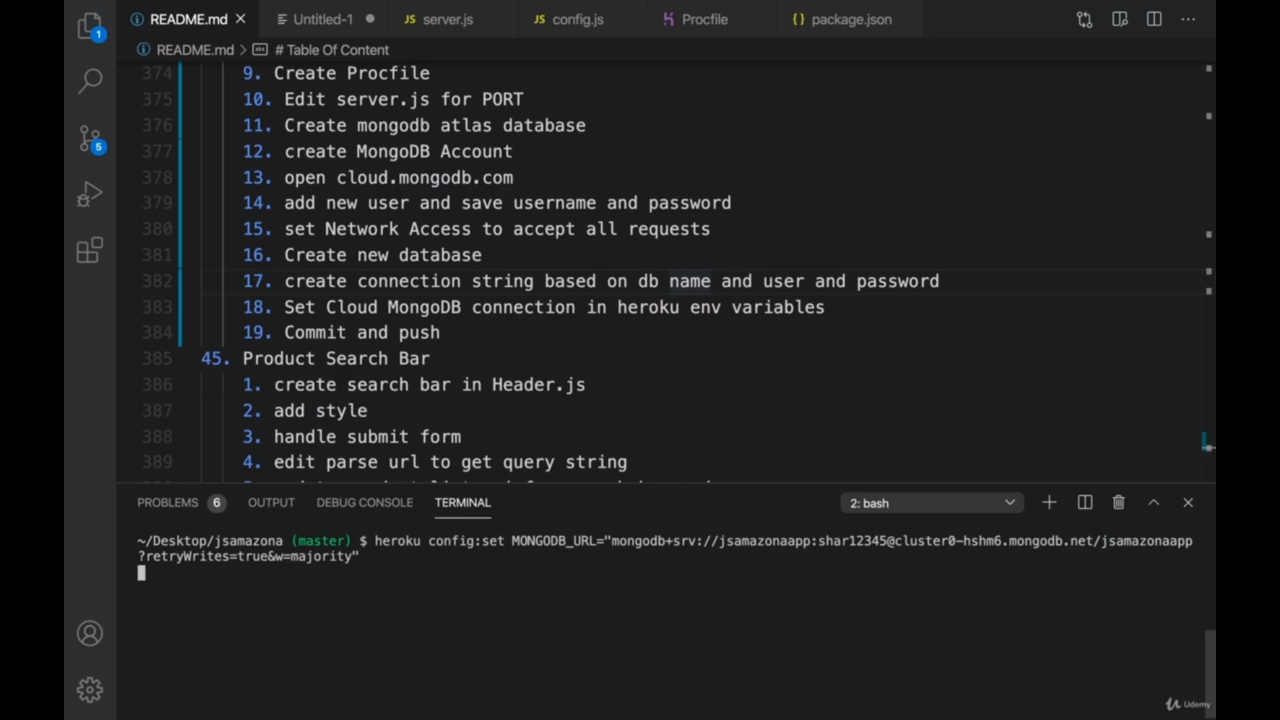 README.md
Untitled-1
JS server.js
JS config.js
Procfile
{} package.json
README.md > # Table Of Content
374 9. Create Procfile
375 10. Edit server.js for PORT
376 11. Create mongodb atlas database
377 12. create MongoDB Account
378 13. open cloud.mongodb.com
379 14. add new user and save username and password
380 15. set Network Access to accept all requests
381 16. Create new database
382 17. create connection string based on db name and user and password
383 18. Set Cloud MongoDB connection in heroku env variables
384 19. Commit and push
385 45. Product Search Bar
386 1. create search bar in Header.js
387 2. add style
388 3. handle submit form
389 4. edit parse url to get query string
1
5
PROBLEMS 6 OUTPUT DEBUG CONSOLE TERMINAL 2: bash
~/Desktop/jsamazona (master) $ heroku config:set MONGODB_URL="mongodb+srv://jsamazonaapp:shar12345@cluster0-hshm6.mongodb.net/jsamazonaapp
?retryWrites=true&w=majority"
Udemy